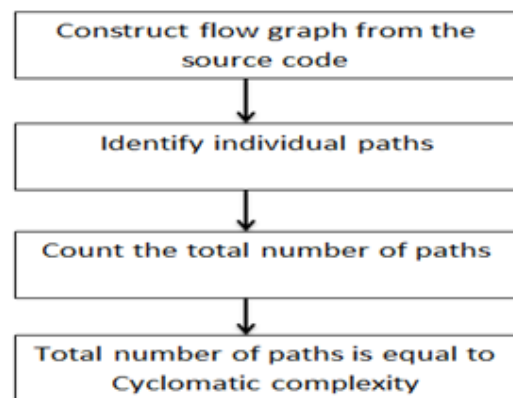 Construct flow graph from the
source code
Identify individual paths
Count the total number of paths
Total number of paths is equal to
Cyclomatic complexity